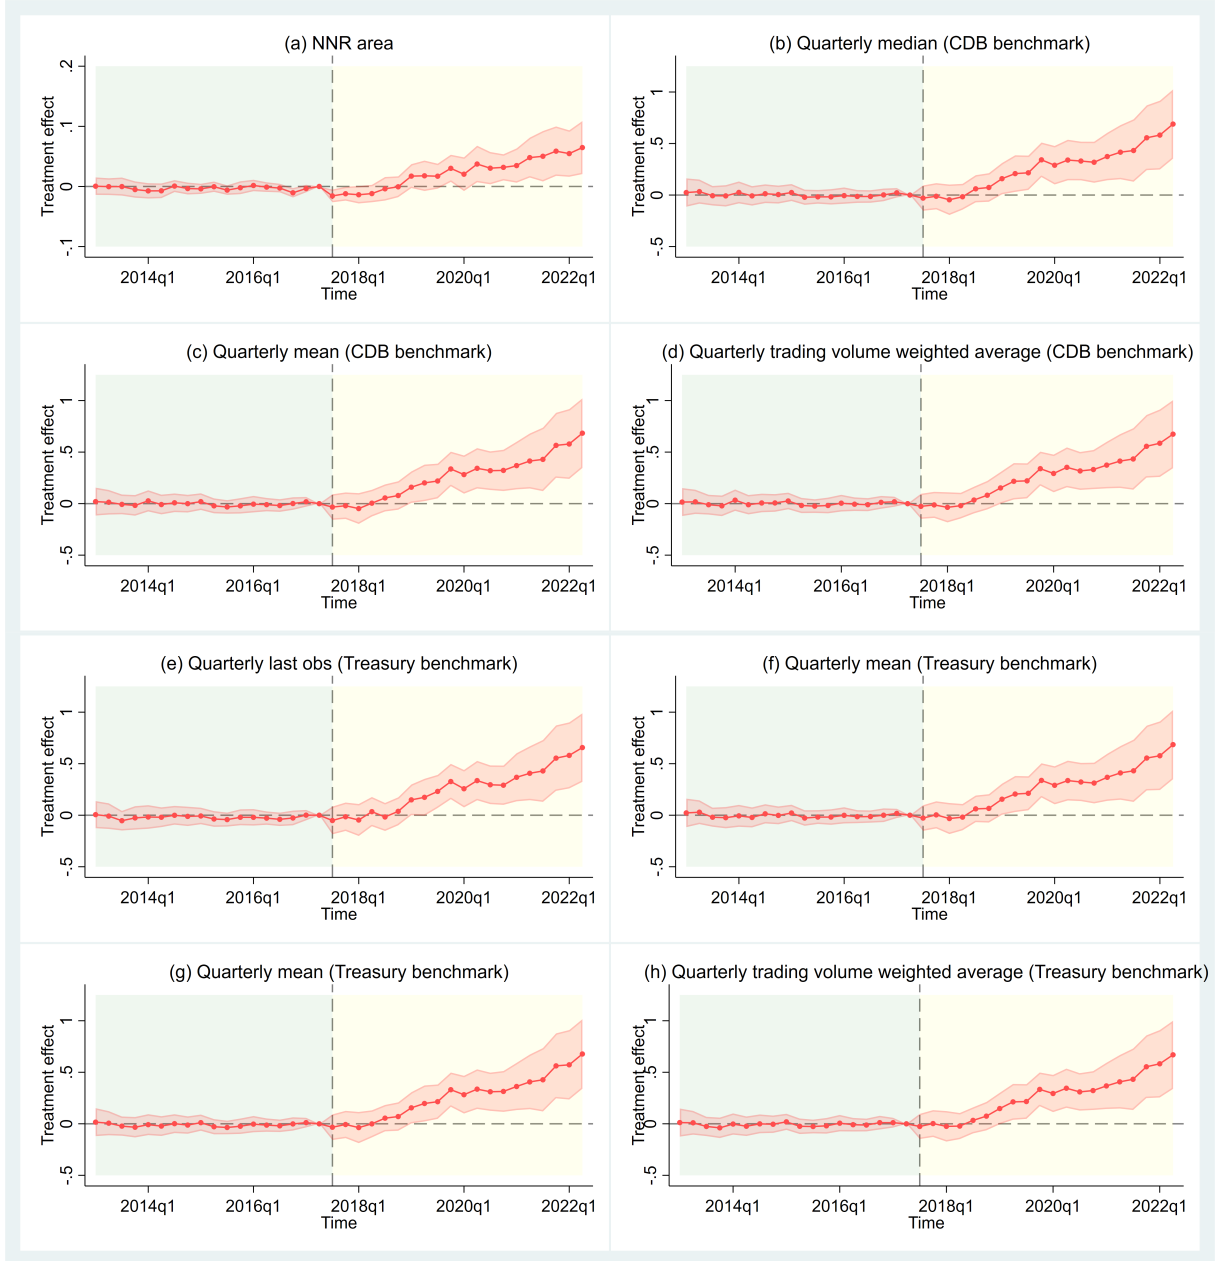 (a) NNR area
Treatment effect
.2
.1
0
-.1
2014q1 2016q1 2018q1 2020q1 2022q1
Time
(b) Quarterly median (CDB benchmark)
Treatment effect
1
.5
0
-.5
2014q1 2016q1 2018q1 2020q1 2022q1
Time
(c) Quarterly mean (CDB benchmark)
Treatment effect
1
.5
0
-.5
2014q1 2016q1 2018q1 2020q1 2022q1
Time
(d) Quarterly trading volume weighted average (CDB benchmark)
Treatment effect
1
.5
0
-.5
2014q1 2016q1 2018q1 2020q1 2022q1
Time
(e) Quarterly last obs (Treasury benchmark)
Treatment effect
1
.5
0
-.5
2014q1 2016q1 2018q1 2020q1 2022q1
Time
(f) Quarterly mean (Treasury benchmark)
Treatment effect
1
.5
0
-.5
2014q1 2016q1 2018q1 2020q1 2022q1
Time
(g) Quarterly mean (Treasury benchmark)
Treatment effect
1
.5
0
-.5
2014q1 2016q1 2018q1 2020q1 2022q1
Time
(h) Quarterly trading volume weighted average (Treasury benchmark)
Treatment effect
1
.5
0
-.5
2014q1 2016q1 2018q1 2020q1 2022q1
Time